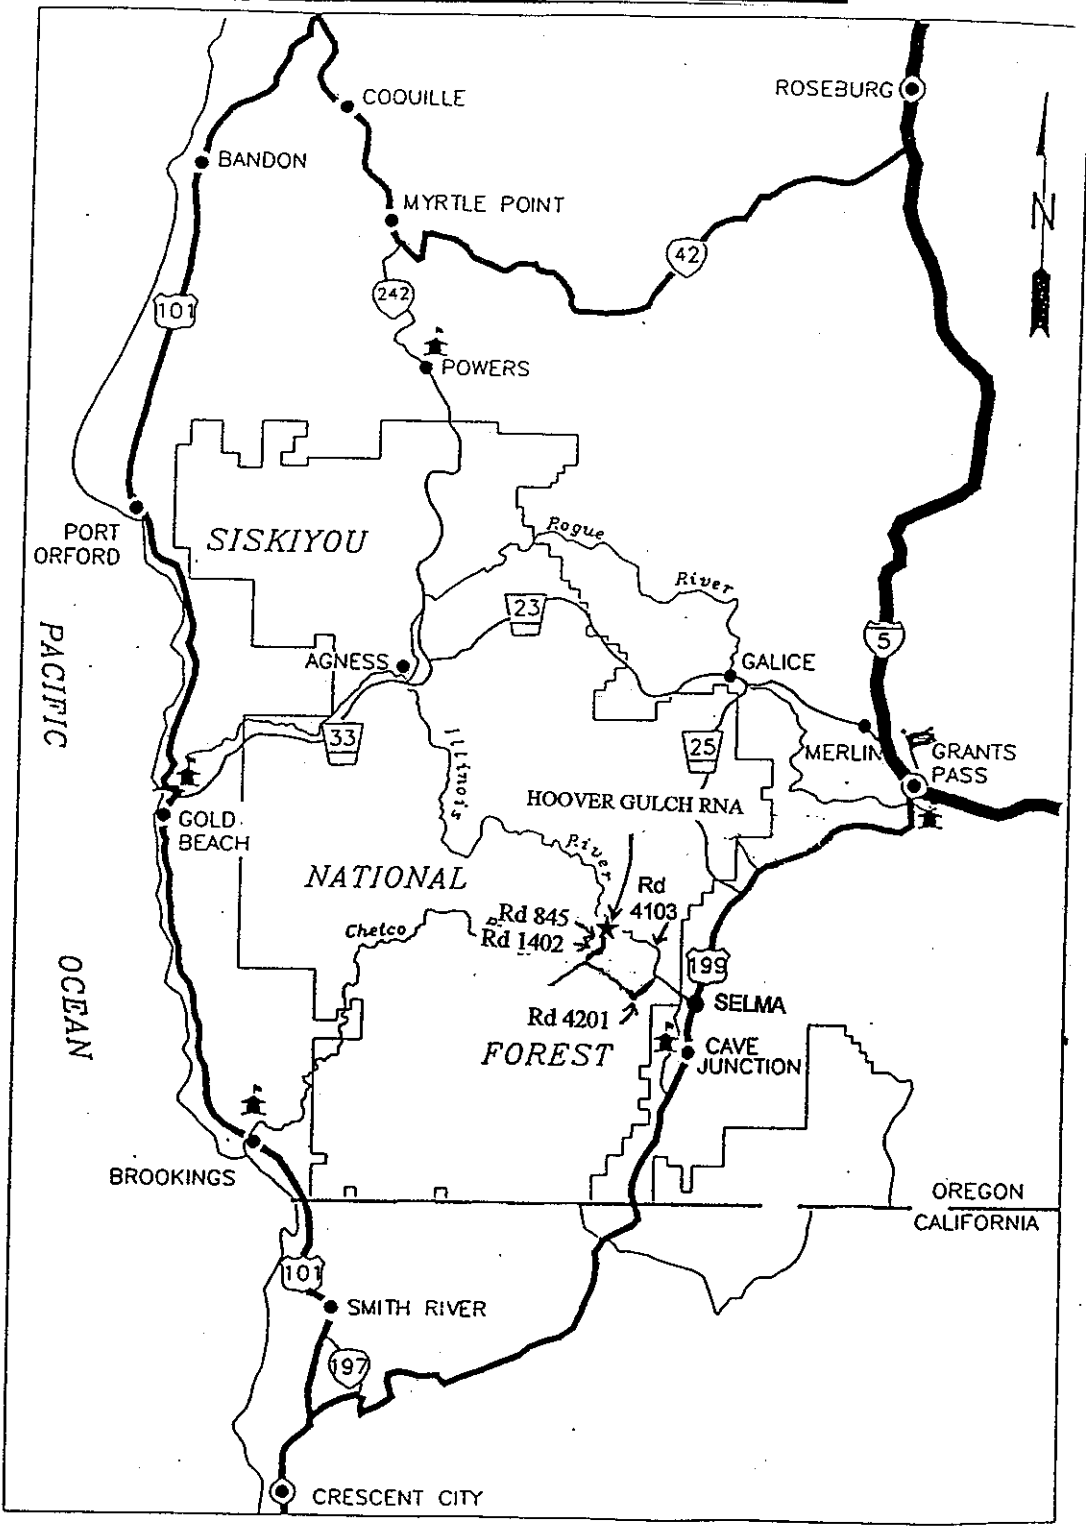 COQUILLE
ROSEBURG
BANDON
MYRTLE POINT
N
42
242
101
POWERS
PORT
ORFORD
SISKIYOU
Rogue
River
23
5
PACIFIC
AGNESS
GALICE
33
Illinois
25
MERLIN
GRANTS
PASS
HOOVER GULCH RNA
GOLD
BEACH
River
NATIONAL
Rd
4103
Rd 845
Chetco
Rd 1402
OCEAN
199
SELMA
Rd 4201
FOREST
CAVE
JUNCTION
BROOKINGS
OREGON
CALIFORNIA
101
SMITH RIVER
197
CRESCENT CITY